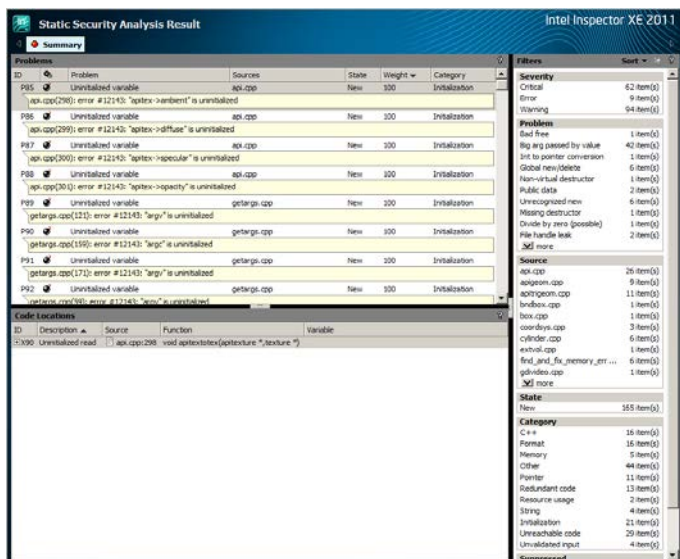 Static Security Analysis Result
Intel Inspector XE 2011
Summary
Problems
ID Problem Sources State Weight Category
P85 Uninitialized variable api.cpp New 100 Initialization
api.cpp(298): error #12143: "apitex->ambient" is uninitialized
P86 Uninitialized variable api.cpp New 100 Initialization
api.cpp(299): error #12143: "apitex->diffuse" is uninitialized
P87 Uninitialized variable api.cpp New 100 Initialization
api.cpp(300): error #12143: "apitex->specular" is uninitialized
P88 Uninitialized variable api.cpp New 100 Initialization
api.cpp(301): error #12143: "apitex->opacity" is uninitialized
P89 Uninitialized variable getargs.cpp New 100 Initialization
getargs.cpp(121): error #12143: "argv" is uninitialized
P90 Uninitialized variable getargs.cpp New 100 Initialization
getargs.cpp(159): error #12143: "argv" is uninitialized
P91 Uninitialized variable getargs.cpp New 100 Initialization
getargs.cpp(171): error #12143: "argv" is uninitialized
P92 Uninitialized variable getargs.cpp New 100 Initialization
getargs.cpp(99): error #12143: "argv" is uninitialized
Code Locations
ID Description Source Function Variable
X90 Uninitialized read api.cpp:298 void apitextotex(apitexture *,texture *)
Filters Sort
Severity
Critical 62 item(s)
Error 9 item(s)
Warning 94 item(s)
Problem
Bad free 1 item(s)
Big arg passed by value 42 item(s)
Int to pointer conversion 1 item(s)
Global new/delete 6 item(s)
Non-virtual destructor 1 item(s)
Public data 2 item(s)
Unrecognized new 6 item(s)
Missing destructor 1 item(s)
Divide by zero (possible) 1 item(s)
File handle leak 2 item(s)
more
Source
api.cpp 26 item(s)
apigeom.cpp 9 item(s)
apitrigeom.cpp 11 item(s)
bndbox.cpp 1 item(s)
box.cpp 1 item(s)
coordsys.cpp 3 item(s)
cylinder.cpp 6 item(s)
extvol.cpp 1 item(s)
find_and_fix_memory_err ... 6 item(s)
gdivideo.cpp 1 item(s)
more
State
New 165 item(s)
Category
C++ 16 item(s)
Format 16 item(s)
Memory 5 item(s)
Other 44 item(s)
Pointer 11 item(s)
Redundant code 13 item(s)
Resource usage 2 item(s)
String 4 item(s)
Initialization 21 item(s)
Unreachable code 29 item(s)
Unvalidated input 4 item(s)
Suppressed